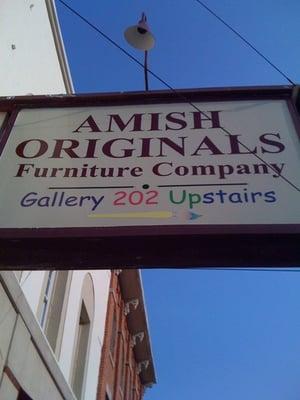 AMISH
ORIGINALS
Furniture Company
Gallery 202 Upstairs